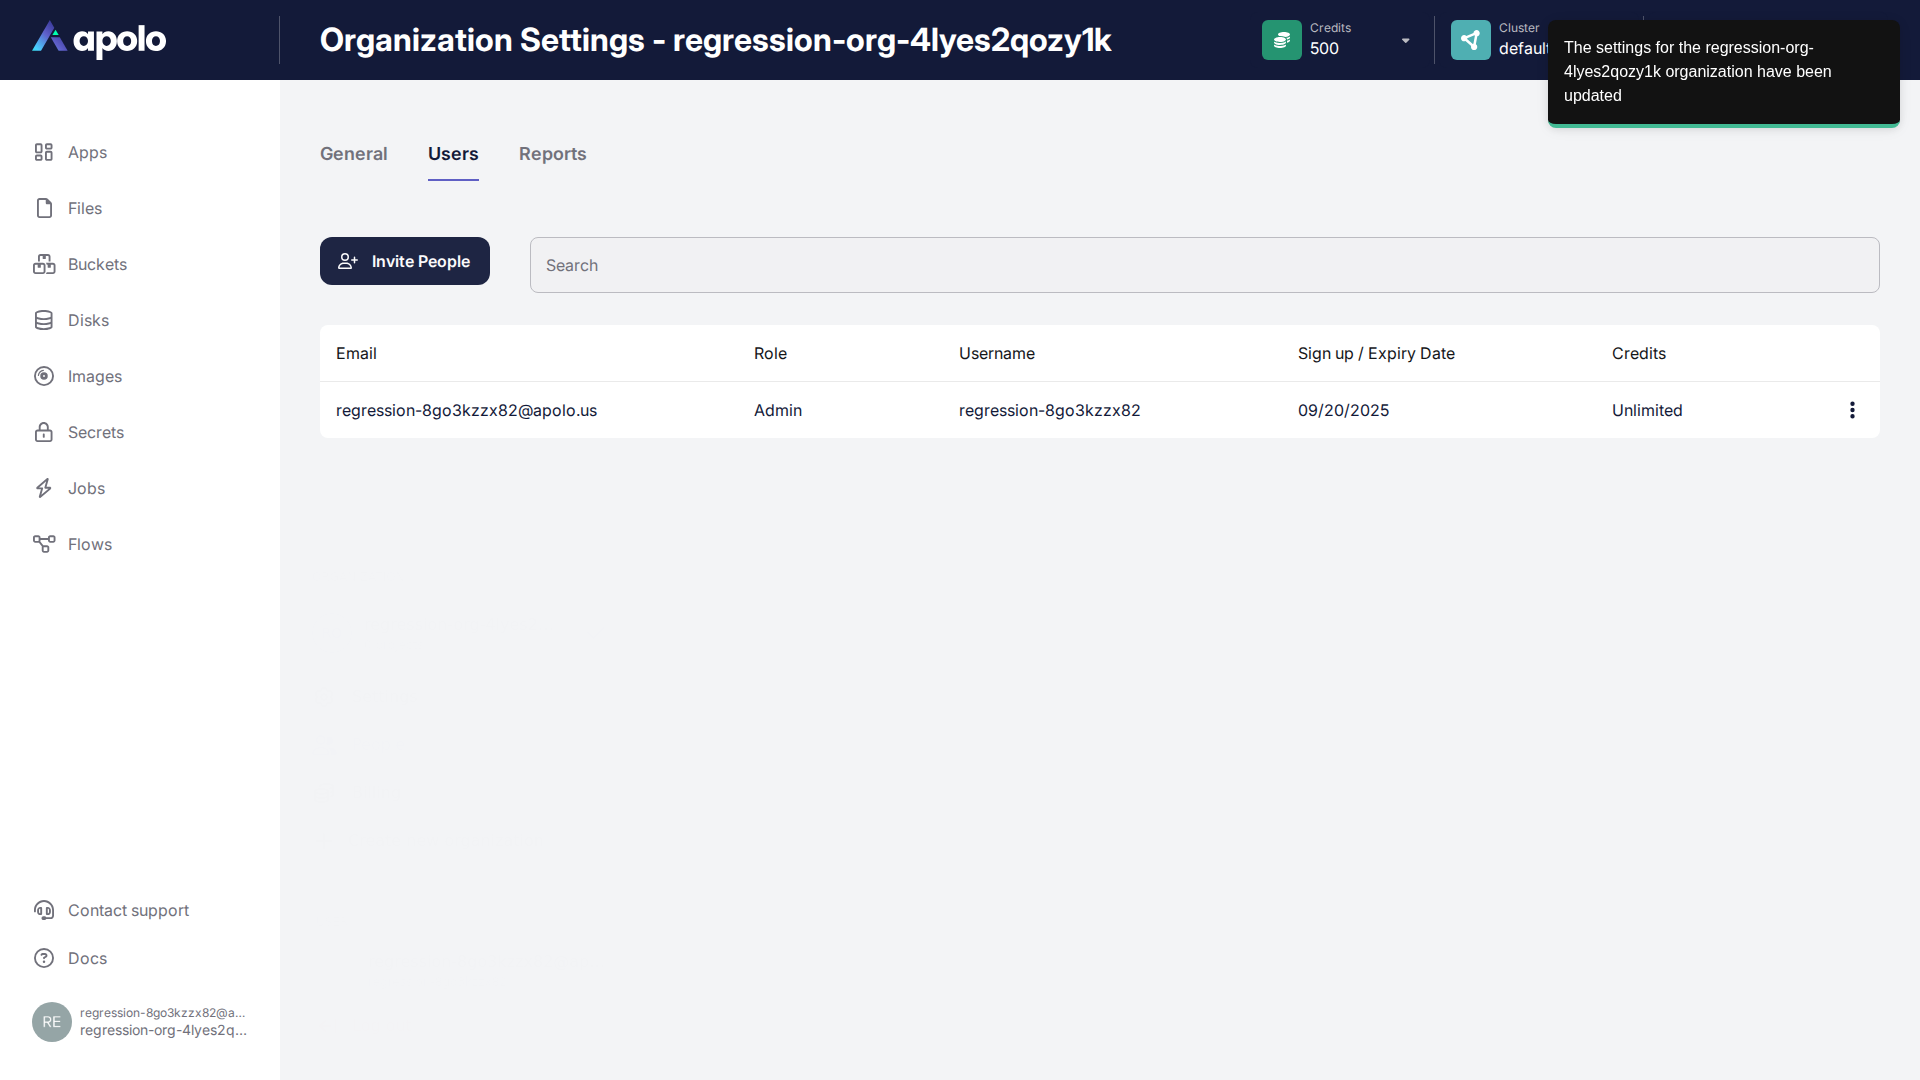 apolo
Organization Settings - regression-org-4lyes2qozy1k
Credits
500
Cluster
default
The settings for the regression-org-
4lyes2qozy1k organization have been
updated
Apps
Files
Buckets
Disks
Images
Secrets
Jobs
Flows
General Users Reports
Invite People
Search
Email Role Username Sign up / Expiry Date Credits
regression-8go3kzzx82@apolo.us Admin regression-8go3kzzx82 09/20/2025 Unlimited
Contact support
Docs
RE
regression-8go3kzzx82@a...
regression-org-4lyes2q...